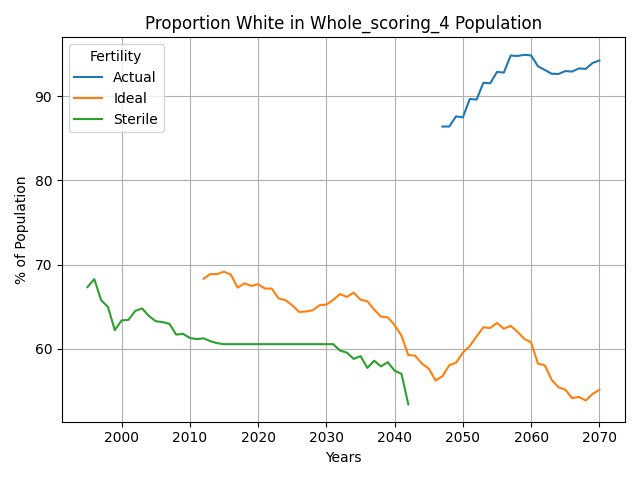 Proportion White in Whole_scoring_4 Population
Fertility
Actual
Ideal
Sterile
% of Population
90
80
70
60
2000 2010 2020 2030 2040 2050 2060 2070
Years